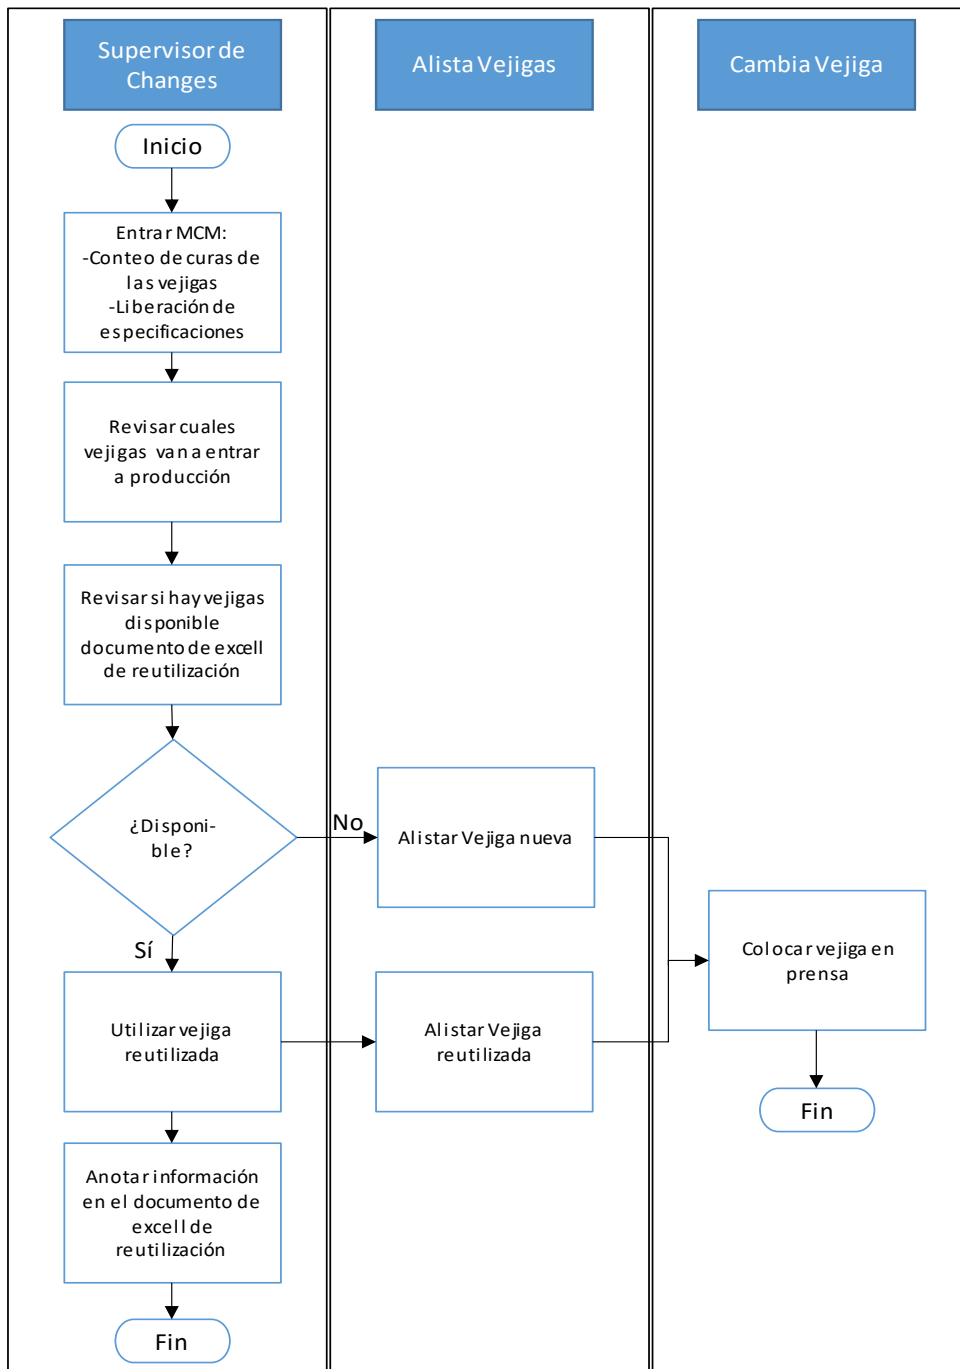 Supervisor de
Changes
Alista Vejigas
Cambia Vejiga
Inicio
Entrar MCM:
-Conteo de curas de
las vejigas
-Liberación de
especificaciones
Revisar cuales
vejigas van a entrar
a producción
Revisar si hay vejigas
disponible
documento de excell
de reutilización
¿Disponi-
ble?
No
Alistar Vejiga nueva
Sí
Colocar vejiga en
prensa
Utilizar vejiga
reutilizada
Alistar Vejiga
reutilizada
Fin
Anotar información
en el documento de
excell de
reutilización
Fin